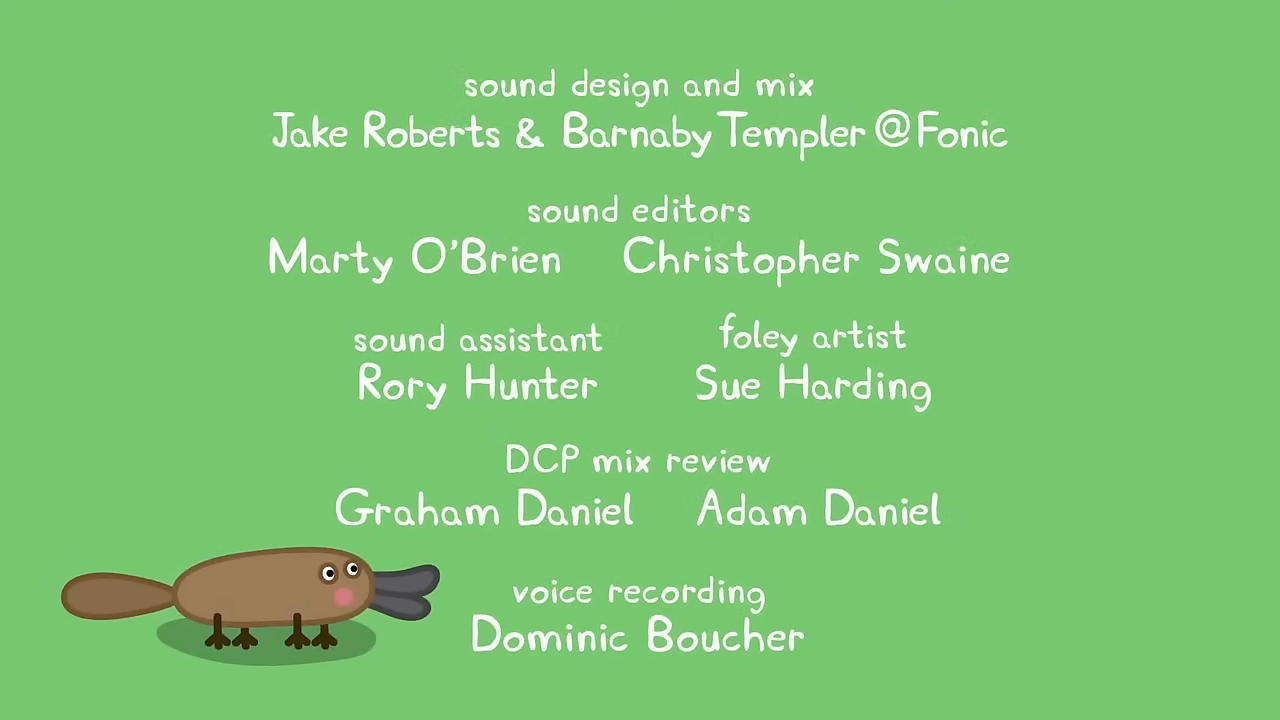 sound design and mix
Jake Roberts & Barnaby Templer @Fonic
sound editors
Marty O'Brien Christopher Swaine
sound assistant foley artist
Rory Hunter Sue Harding
DCP mix review
Graham Daniel Adam Daniel
voice recording
Dominic Boucher